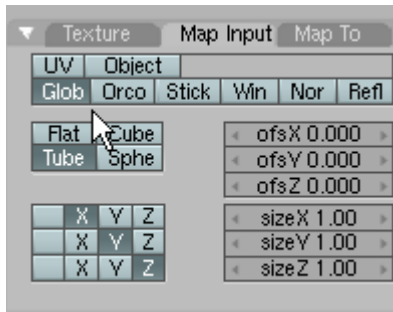 Texture Map Input Map To
UV Object
Glob Orco Stick Win Nor Refl
Flat Cube ofsX 0.000
Tube Sphe ofsY 0.000
ofsZ 0.000
X Y Z sizeX 1.00
X Y Z sizeY 1.00
X Y Z sizeZ 1.00